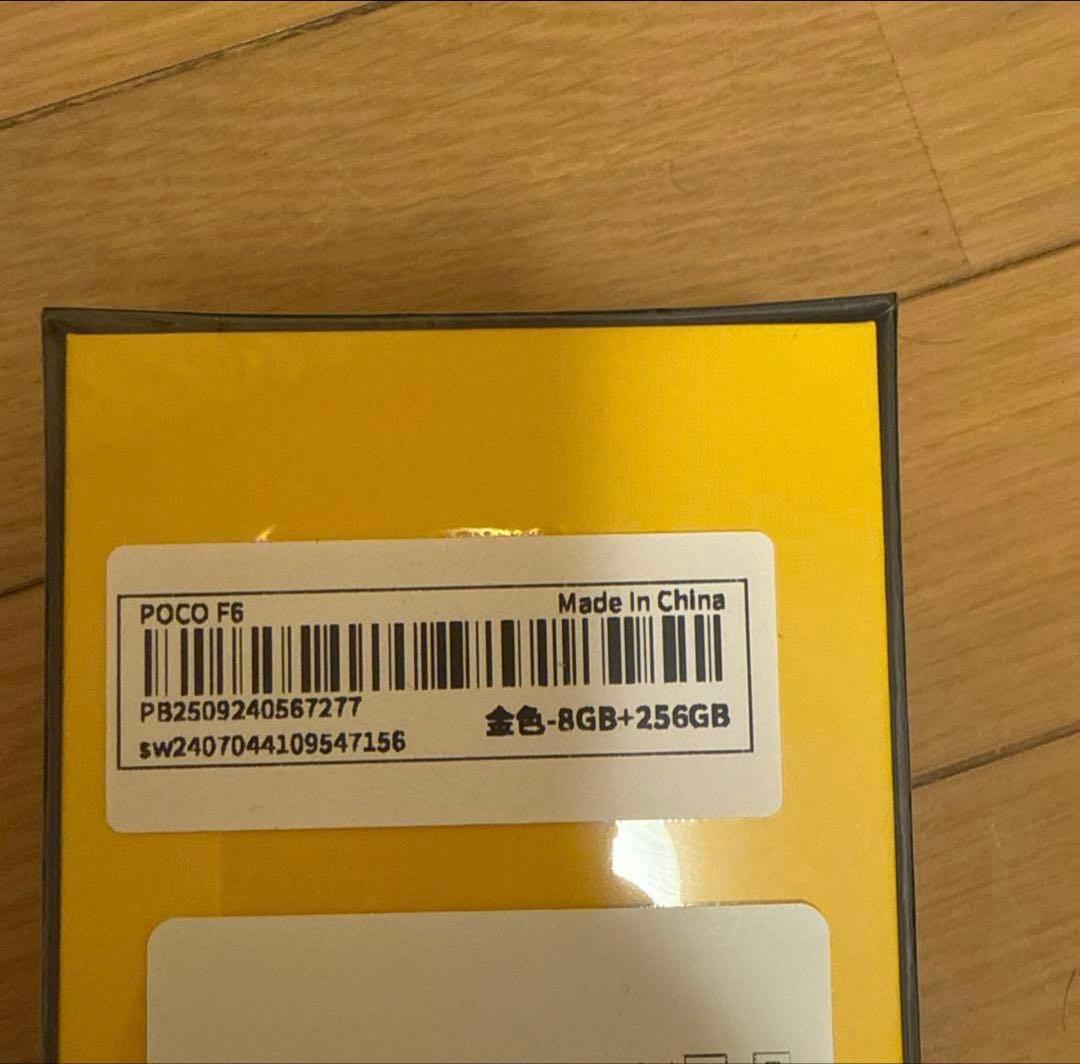 POCO F6
Made In China
PB2509240567277
金色-8GB+256GB
sw2407044109547156